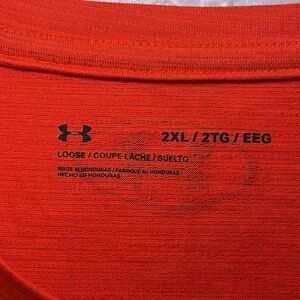 2XL / 2TG / EEG
LOOSE / COUPE LÂCHE / SUELTO
MADE IN HONDURAS / FABRIQUÉ AU HONDURAS /
HECHO EN HONDURAS